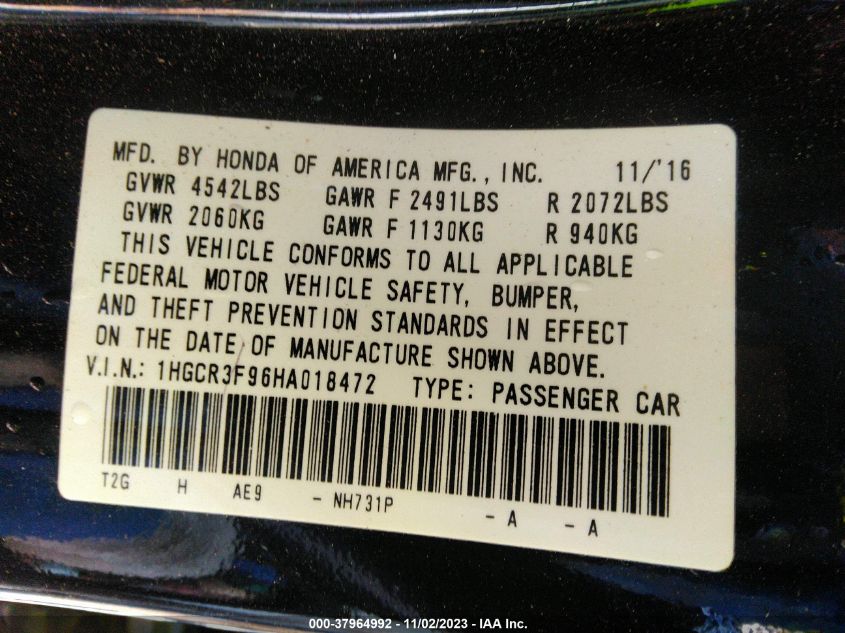 MFD. BY HONDA OF AMERICA MFG., INC. 11/'16
GVWR 4542LBS GAWR F 2491LBS R 2072LBS
GVWR 2060KG GAWR F 1130KG R 940KG
THIS VEHICLE CONFORMS TO ALL APPLICABLE
FEDERAL MOTOR VEHICLE SAFETY, BUMPER,
AND THEFT PREVENTION STANDARDS IN EFFECT
ON THE DATE OF MANUFACTURE SHOWN ABOVE.
V.I.N.: 1HGCR3F96HA018472 TYPE: PASSENGER CAR
T2G H AE9 - NH731P - A - A
000-37964992 - 11/02/2023 - IAA Inc.